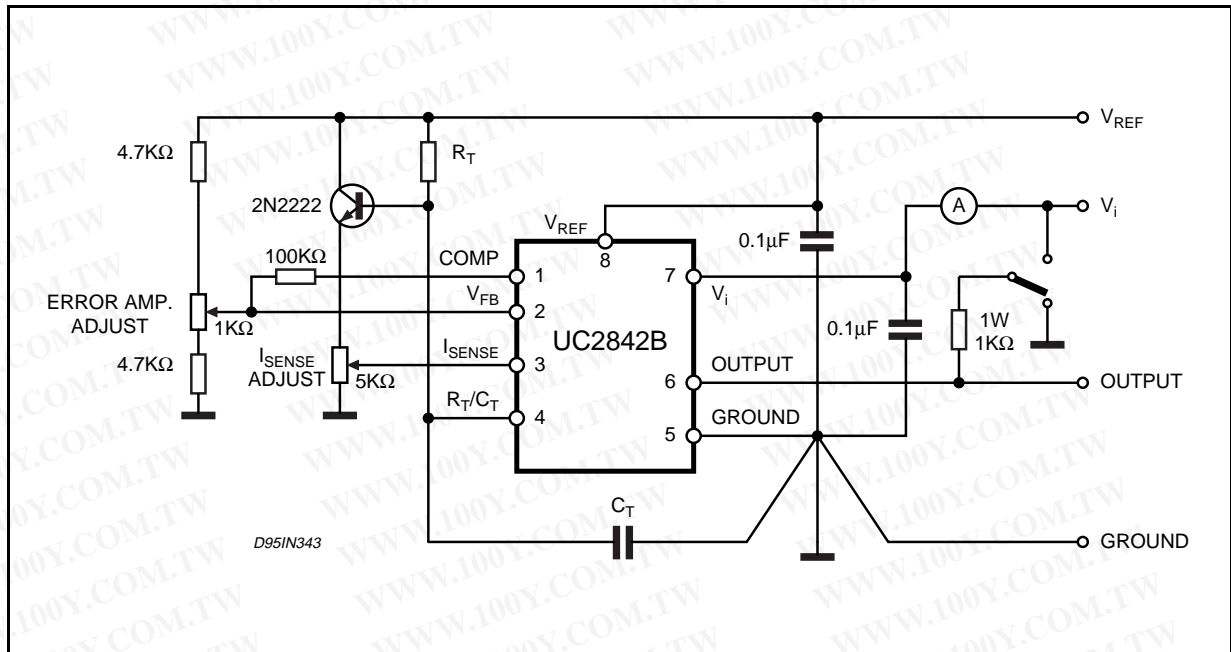 WWW.100Y.COM.TW
V_REF
4.7KΩ
R_T
2N2222
A
V_i
V_REF
8
0.1µF
100KΩ
COMP
1
7
V_i
V_FB
2
ERROR AMP.
ADJUST
1KΩ
UC2842B
0.1µF
1W
1KΩ
4.7KΩ
I_SENSE
ADJUST
5KΩ
I_SENSE
3
OUTPUT
6
OUTPUT
R_T/C_T
4
GROUND
5
C_T
D95IN343
GROUND